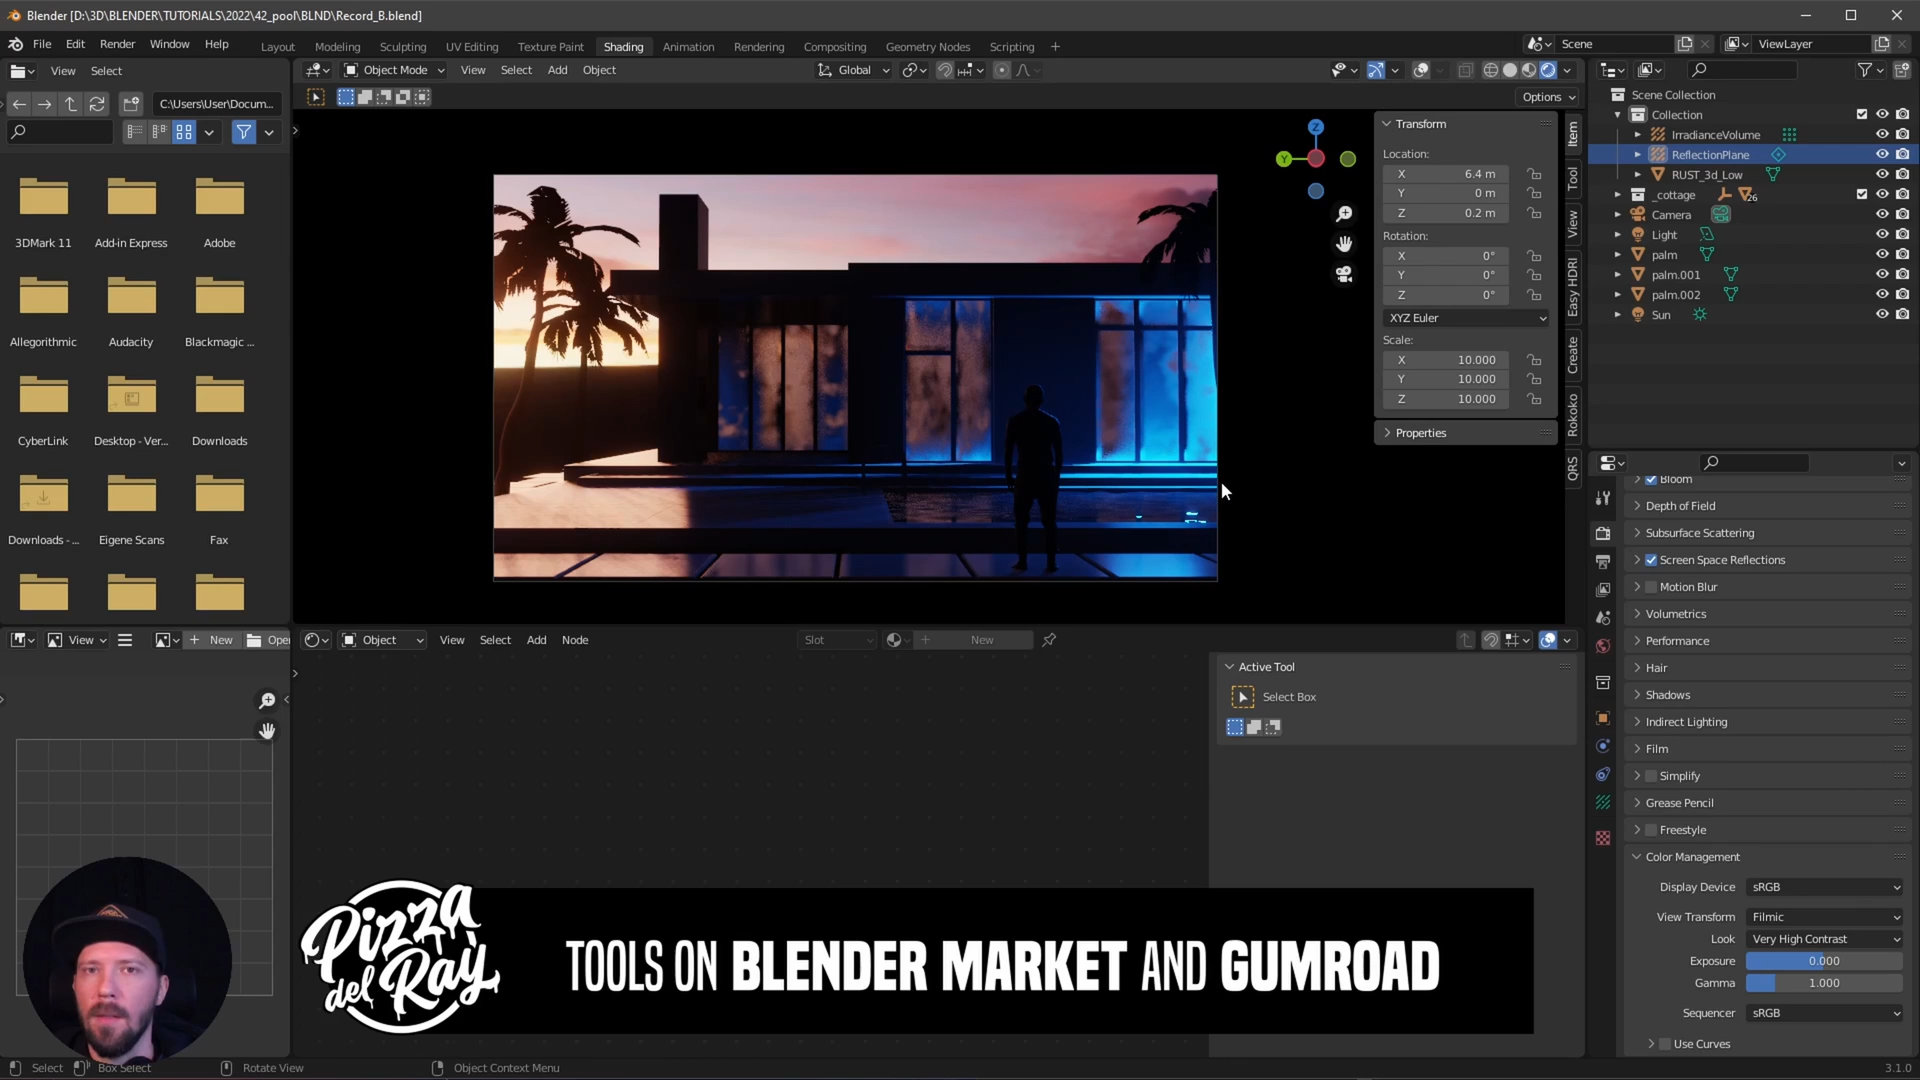 Blender [D:\3D\BLENDER\TUTORIALS\2022\42_pool\BLND\Record_B.blend]
File Edit Render Window Help
Layout Modeling Sculpting UV Editing Texture Paint Shading Animation Rendering Compositing Geometry Nodes Scripting +
Scene
ViewLayer
View Select
Object Mode View Select Add Object
Global
C:\Users\User\Docum...
Options
3DMark 11 Add-in Express Adobe
Allegorithmic Audacity Blackmagic ...
CyberLink Desktop - Ver... Downloads
Downloads - ... Eigene Scans Fax
Z
Y
Transform
Location:
X 6.4 m
Y 0 m
Z 0.2 m
Rotation:
X 0°
Y 0°
Z 0°
XYZ Euler
Scale:
X 10.000
Y 10.000
Z 10.000
Properties
Item
Tool
View
Easy HDRI
Create
Rokoko
QRS
Scene Collection
Collection
IrradianceVolume
ReflectionPlane
RUST_3d_Low
_cottage 26
Camera
Light
palm
palm.001
palm.002
Sun
Bloom
Depth of Field
Subsurface Scattering
Screen Space Reflections
Motion Blur
Volumetrics
Performance
Hair
Shadows
Indirect Lighting
Film
Simplify
Grease Pencil
Freestyle
Color Management
Display Device sRGB
View Transform Filmic
Look Very High Contrast
Exposure 0.000
Gamma 1.000
Sequencer sRGB
Use Curves
View New Ope
Object View Select Add Node
Slot
New
Active Tool
Select Box
Pizza
del Ray
TOOLS ON BLENDER MARKET AND GUMROAD
Select Box Select Rotate View Object Context Menu
3.1.0